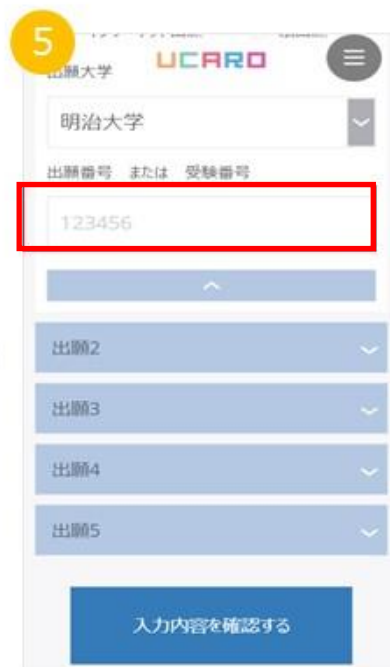 5
UCARO
出願大学
明治大学
出願番号 または 受験番号
123456
出願2
出願3
出願4
出願5
入力内容を確認する